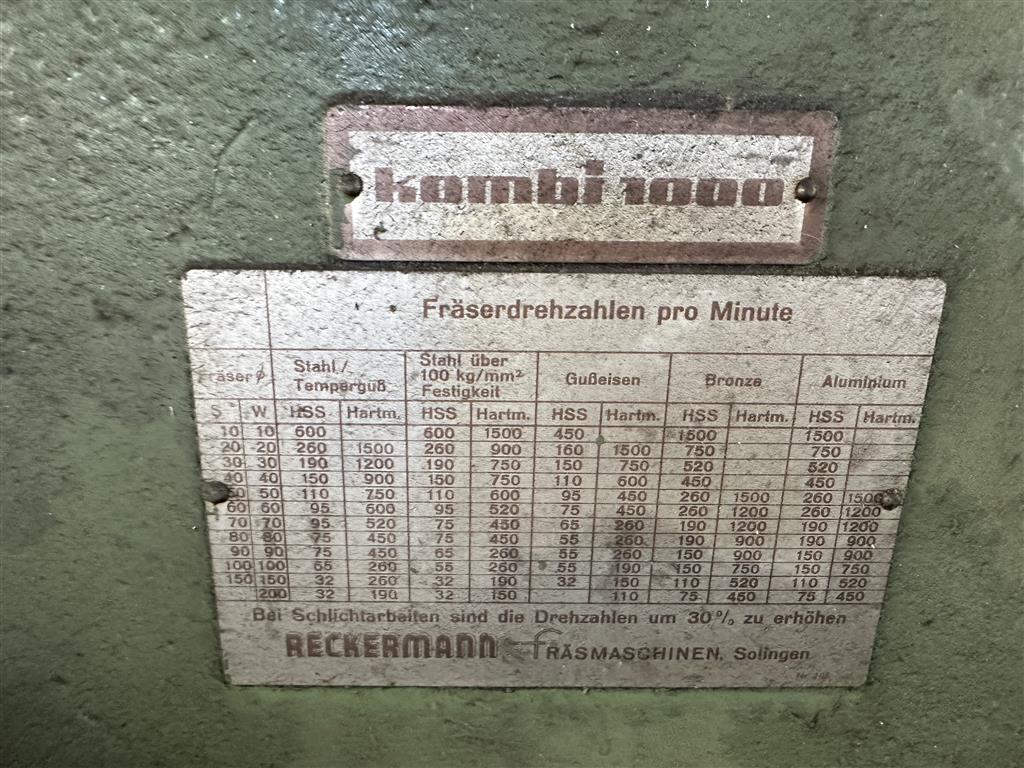 kombi 1000
Fräserdrehzahlen pro Minute
Fräser ∅ Stahl/ Temperguß Stahl über 100 kg/mm² Festigkeit Gußeisen Bronze Aluminium
S W HSS Hartm. HSS Hartm. HSS Hartm. HSS Hartm. HSS Hartm.
10 10 600 600 1500 450 1500 1500
20 20 260 1500 260 900 160 1500 750 750
30 30 190 1200 190 750 150 750 520 520
40 40 150 900 150 750 110 600 450 450
50 110 750 110 600 95 450 260 1500 260 1500
60 60 95 600 95 520 75 450 260 1200 260 1200
70 70 95 520 75 450 65 260 190 1200 190 1200
80 80 75 450 75 450 55 260 190 900 190 900
90 90 75 450 65 260 55 260 150 900 150 900
100 100 55 260 55 260 55 190 150 750 150 750
150 150 32 260 32 190 32 150 110 520 110 520
200 32 190 32 150 110 75 450 75 450
Bei Schlichtarbeiten sind die Drehzahlen um 30% zu erhöhen
RECKERMANN FRÄSMASCHINEN, Solingen